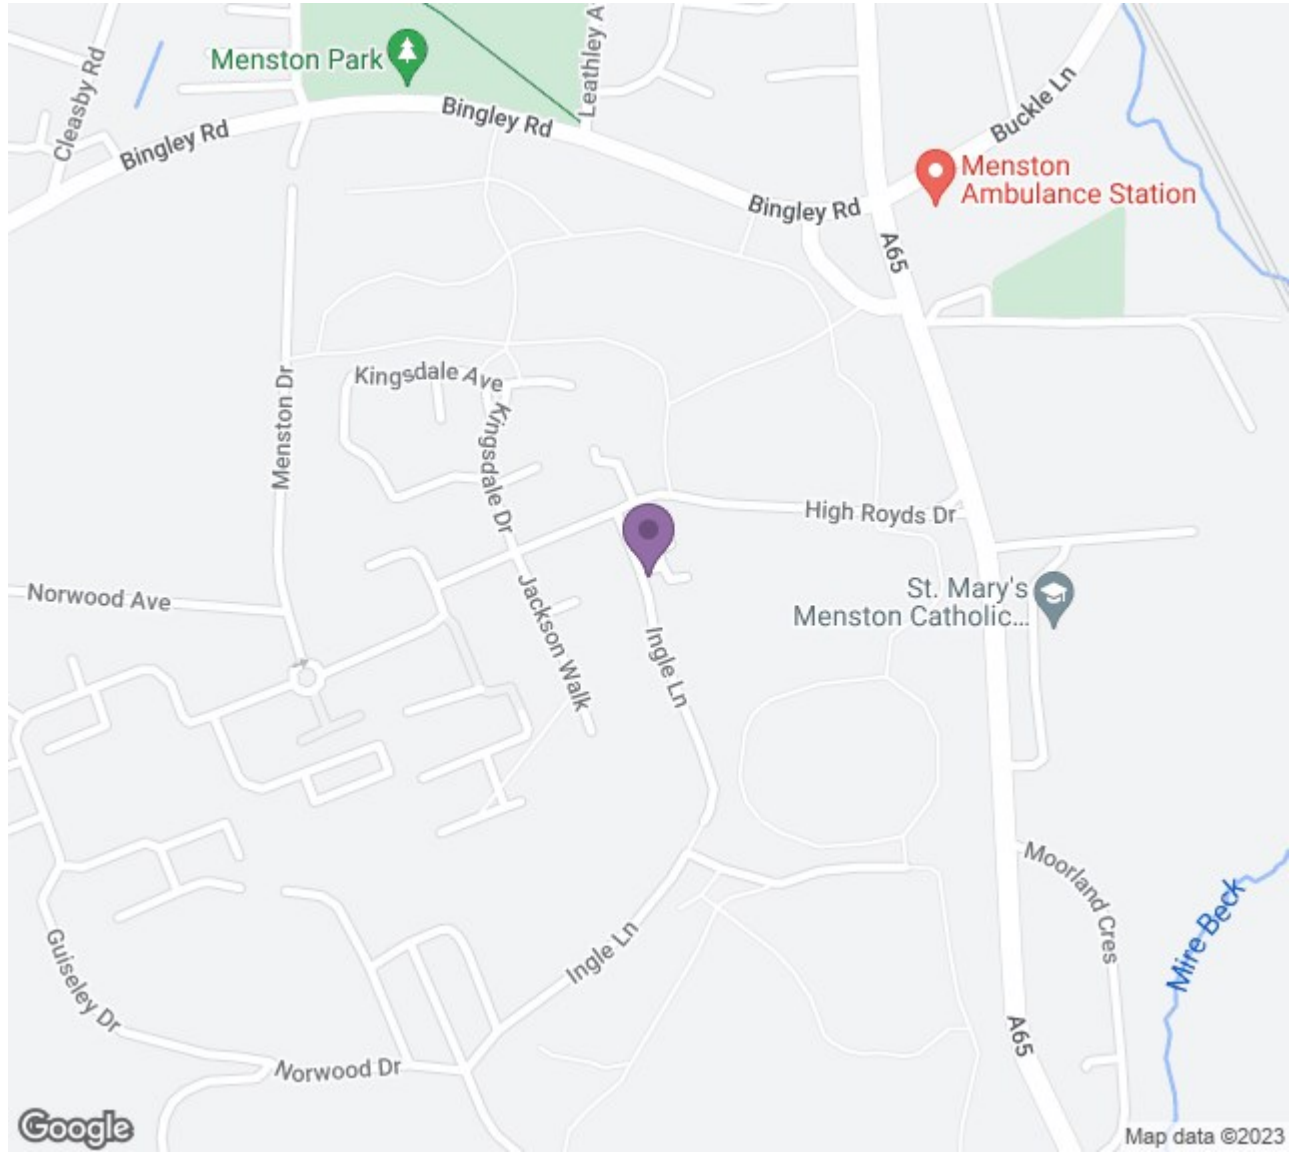 Cleasby Rd
Menston Park
Leathley A
Bingley Rd
Bingley Rd
Buckle Ln
Menston
Ambulance Station
Bingley Rd
A65
Menston Dr
Kingsdale Ave
Kingsdale Dr
High Royds Dr
Norwood Ave
Jackson Walk
St. Mary's
Menston Catholic...
Ingle Ln
Moorland Cres
Mire Beck
Guiseley Dr
Ingle Ln
A65
Norwood Dr
Google
Map data ©2023